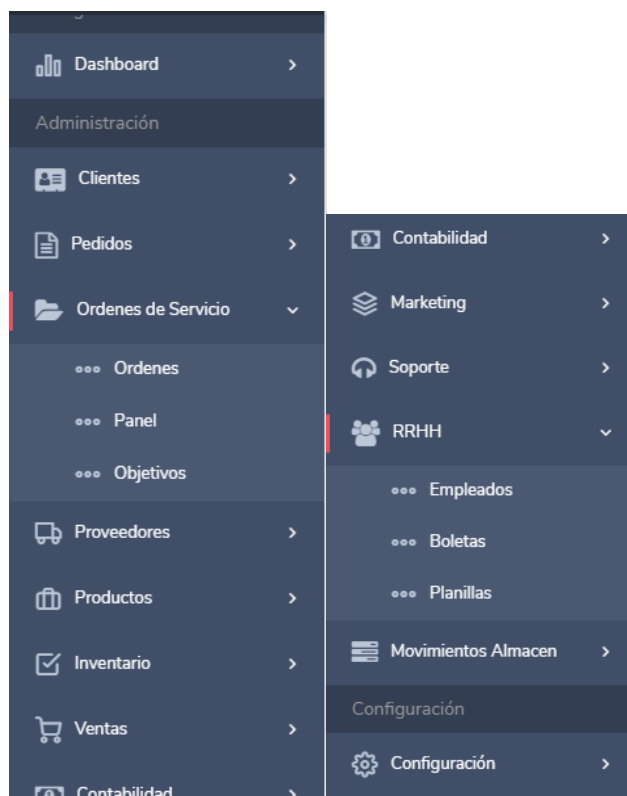 Dashboard
Administración
Clientes
Pedidos
Ordenes de Servicio
Ordenes
Panel
Objetivos
Proveedores
Productos
Inventario
Ventas
Contabilidad
Contabilidad
Marketing
Soporte
RRHH
Empleados
Boletas
Planillas
Movimientos Almacen
Configuración
Configuración